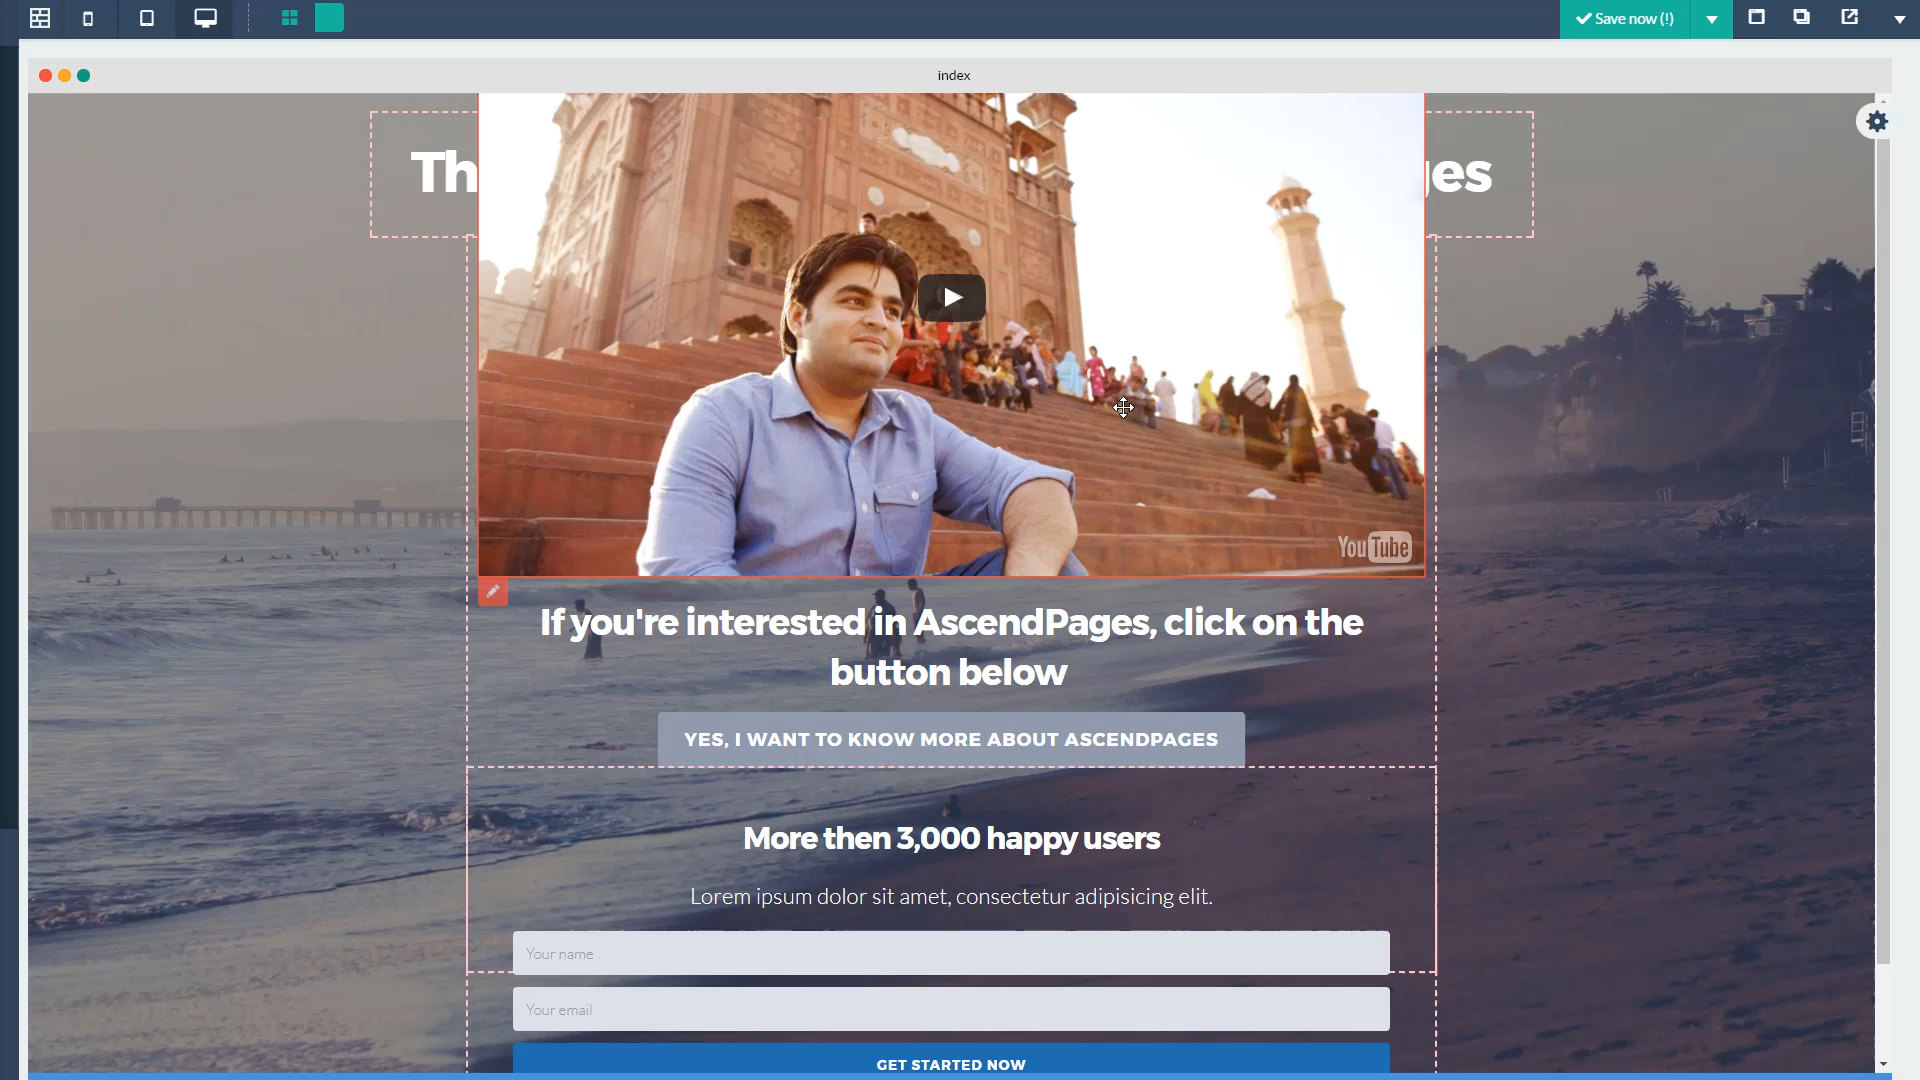 Save now (!)
index
Th
es
YouTube
If you're interested in AscendPages, click on the
button below
YES, I WANT TO KNOW MORE ABOUT ASCENDPAGES
More then 3,000 happy users
Lorem ipsum dolor sit amet, consectetur adipisicing elit.
Your name
Your email
GET STARTED NOW